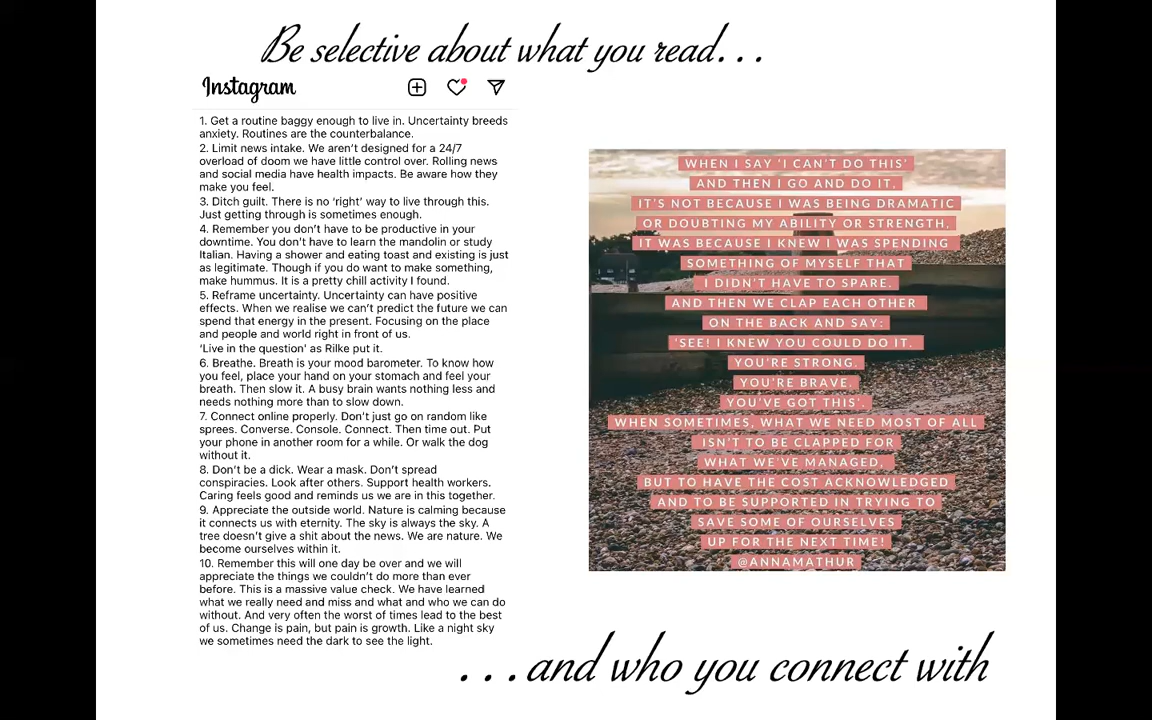 Be selective about what you read...
Instagram
1. Get a routine baggy enough to live in. Uncertainty breeds
anxiety. Routines are the counterbalance.
2. Limit news intake. We aren't designed for a 24/7
overload of doom we have little control over. Rolling news
and social media have health impacts. Be aware how they
make you feel.
3. Ditch guilt. There is no 'right' way to live through this.
Just getting through is sometimes enough.
4. Remember you don't have to be productive in your
downtime. You don't have to learn the mandolin or study
Italian. Having a shower and eating toast and existing is just
as legitimate. Though if you do want to make something,
make hummus. It is a pretty chill activity I found.
5. Reframe uncertainty. Uncertainty can have positive
effects. When we realise we can't predict the future we can
spend that energy in the present. Focusing on the place
and people and world right in front of us.
'Live in the question' as Rilke put it.
6. Breathe. Breath is your mood barometer. To know how
you feel, place your hand on your stomach and feel your
breath. Then slow it. A busy brain wants nothing less and
needs nothing more than to slow down.
7. Connect online properly. Don't just go on random like
sprees. Converse. Console. Connect. Then time out. Put
your phone in another room for a while. Or walk the dog
without it.
8. Don't be a dick. Wear a mask. Don't spread
conspiracies. Look after others. Support health workers.
Caring feels good and reminds us we are in this together.
9. Appreciate the outside world. Nature is calming because
it connects us with eternity. The sky is always the sky. A
tree doesn't give a shit about the news. We are nature. We
become ourselves within it.
10. Remember this will one day be over and we will
appreciate the things we couldn't do more than ever
before. This is a massive value check. We have learned
what we really need and miss and what and who we can do
without. And very often the worst of times lead to the best
of us. Change is pain, but pain is growth. Like a night sky
we sometimes need the dark to see the light.
WHEN I SAY 'I CAN'T DO THIS'
AND THEN I GO AND DO IT,
IT'S NOT BECAUSE I WAS BEING DRAMATIC
OR DOUBTING MY ABILITY OR STRENGTH,
IT WAS BECAUSE I KNEW I WAS SPENDING
SOMETHING OF MYSELF THAT
I DIDN'T HAVE TO SPARE.
AND THEN WE CLAP EACH OTHER
ON THE BACK AND SAY:
'SEE! I KNEW YOU COULD DO IT.
YOU'RE STRONG.
YOU'RE BRAVE.
YOU'VE GOT THIS'.
WHEN SOMETIMES, WHAT WE NEED MOST OF ALL
ISN'T TO BE CLAPPED FOR
WHAT WE'VE MANAGED,
BUT TO HAVE THE COST ACKNOWLEDGED
AND TO BE SUPPORTED IN TRYING TO
SAVE SOME OF OURSELVES
UP FOR THE NEXT TIME!
@ANNAMATHUR
...and who you connect with